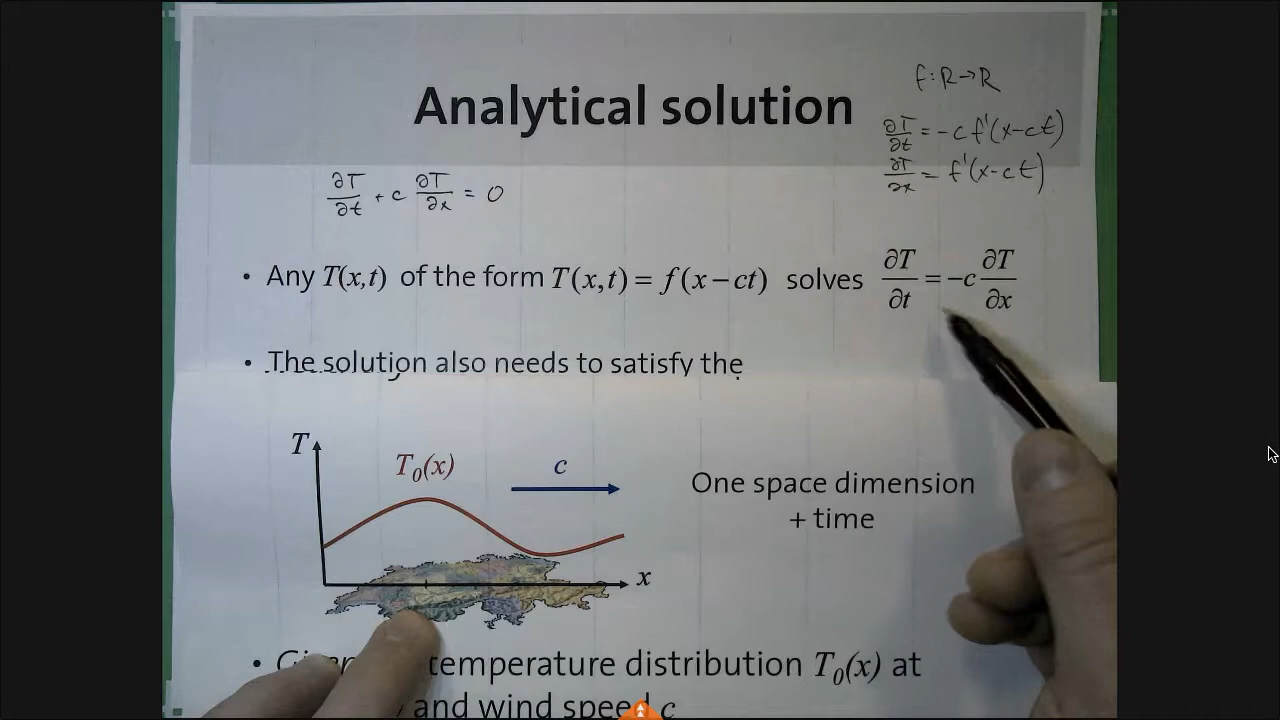 Analytical solution
f: ℝ→ℝ
∂T/∂t = -c f'(x-ct)
∂T/∂x = f'(x-ct)
∂T/∂t + c ∂T/∂x = 0
• Any T(x,t) of the form T(x,t) = f(x-ct) solves ∂T/∂t = -c ∂T/∂x
• The solution also needs to satisfy the
T
T₀(x)
c
One space dimension
+ time
x
• temperature distribution T₀(x) at
and wind speed c